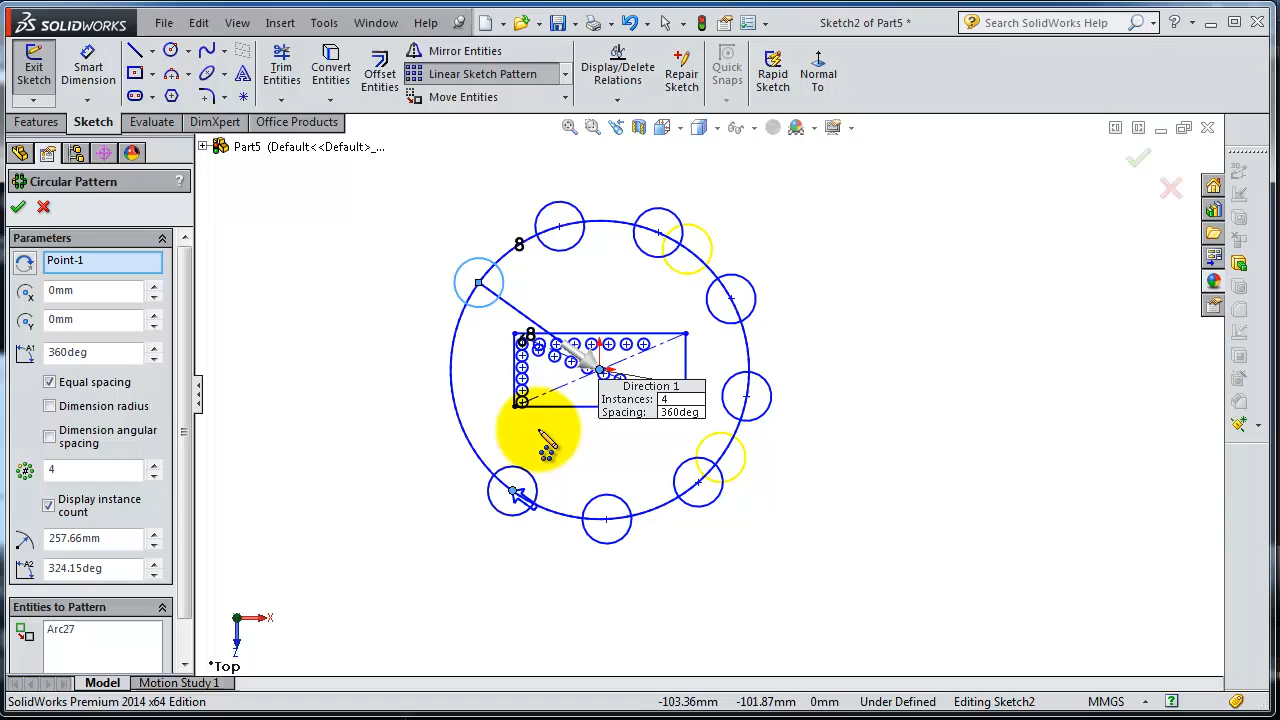 SOLIDWORKS File Edit View Insert Tools Window Help Sketch2 of Part5 * Search SolidWorks Help
Exit Sketch
Smart Dimension
Trim Entities
Convert Entities
Offset Entities
Mirror Entities
Linear Sketch Pattern
Move Entities
Display/Delete Relations
Repair Sketch
Quick Snaps
Rapid Sketch
Normal To
Features Sketch Evaluate DimXpert Office Products
Part5 (Default<<Default>_...
Circular Pattern ?
Parameters
Point-1
0mm
0mm
360deg
Equal spacing
Dimension radius
Dimension angular spacing
4
Display instance count
257.66mm
324.15deg
Entities to Pattern
Arc27
8
8
Direction 1
Instances: 4
Spacing: 360deg
X
Z
*Top
Model Motion Study 1
SolidWorks Premium 2014 x64 Edition -103.36mm -101.87mm 0mm Under Defined Editing Sketch2 MMGS